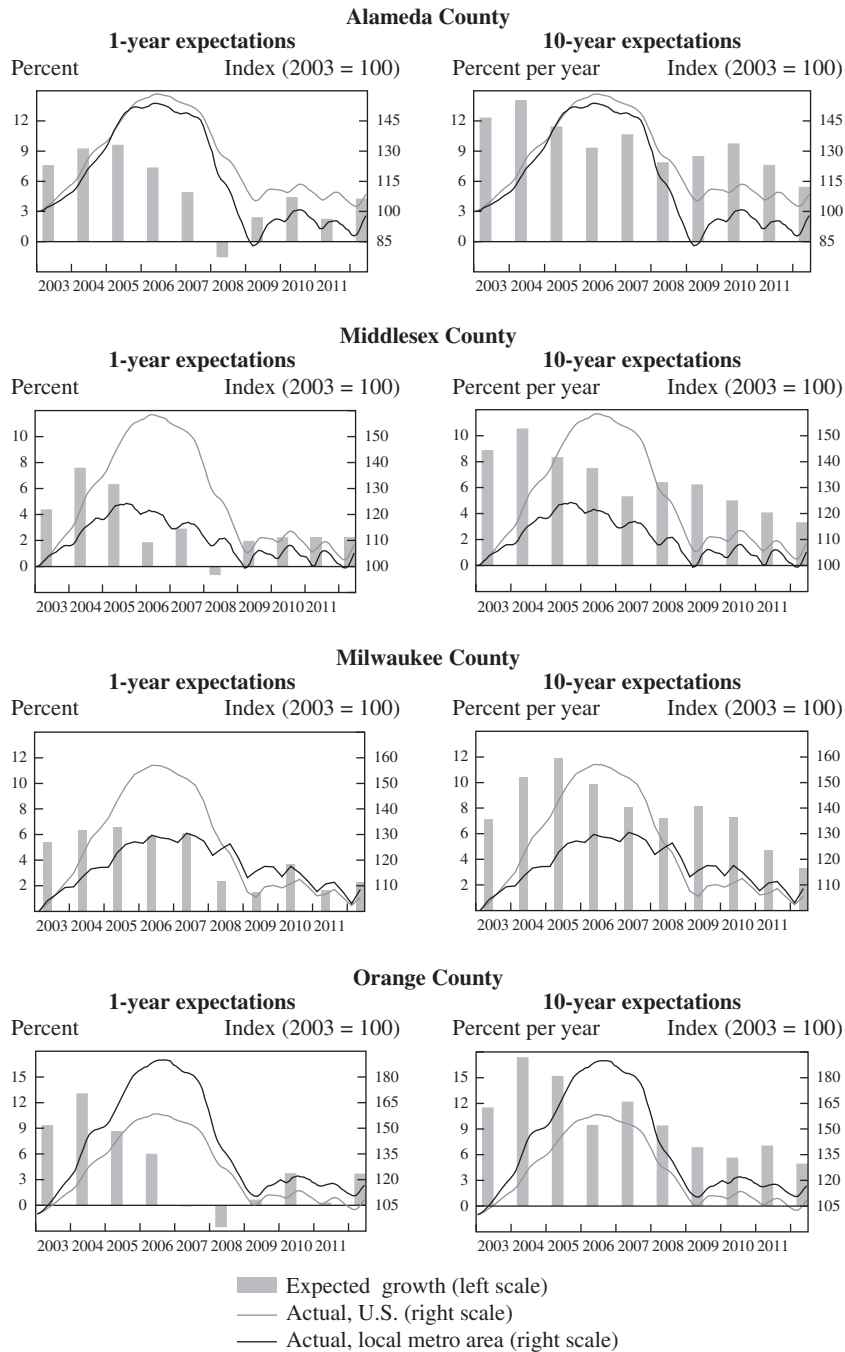 Alameda County
1-year expectations 10-year expectations
Percent Index (2003 = 100) Percent per year Index (2003 = 100)
12 145 12 145
9 130 9 130
6 115 6 115
3 100 3 100
0 85 0 85
2003 2004 2005 2006 2007 2008 2009 2010 2011 2003 2004 2005 2006 2007 2008 2009 2010 2011
Middlesex County
1-year expectations 10-year expectations
Percent Index (2003 = 100) Percent per year Index (2003 = 100)
10 150 10 150
8 140 8 140
6 130 6 130
4 120 4 120
2 110 2 110
0 100 0 100
2003 2004 2005 2006 2007 2008 2009 2010 2011 2003 2004 2005 2006 2007 2008 2009 2010 2011
Milwaukee County
1-year expectations 10-year expectations
Percent Index (2003 = 100) Percent per year Index (2003 = 100)
12 160 12 160
10 150 10 150
8 140 8 140
6 130 6 130
4 120 4 120
2 110 2 110
2003 2004 2005 2006 2007 2008 2009 2010 2011 2003 2004 2005 2006 2007 2008 2009 2010 2011
Orange County
1-year expectations 10-year expectations
Percent Index (2003 = 100) Percent per year Index (2003 = 100)
15 180 15 180
12 165 12 165
9 150 9 150
6 135 6 135
3 120 3 120
0 105 0 105
2003 2004 2005 2006 2007 2008 2009 2010 2011 2003 2004 2005 2006 2007 2008 2009 2010 2011
Expected growth (left scale)
Actual, U.S. (right scale)
Actual, local metro area (right scale)